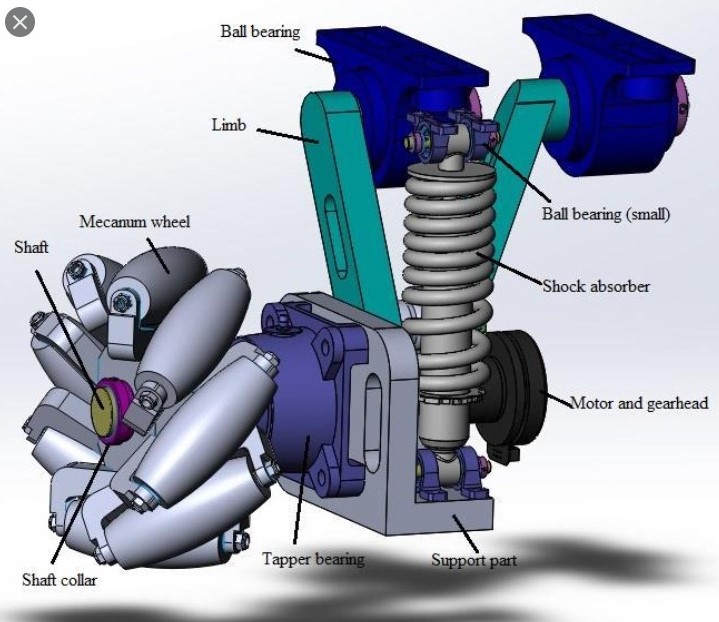 Ball bearing
Limb
Ball bearing (small)
Mecanum wheel
Shaft
Shock absorber
Motor and gearhead
Tapper bearing
Support part
Shaft collar